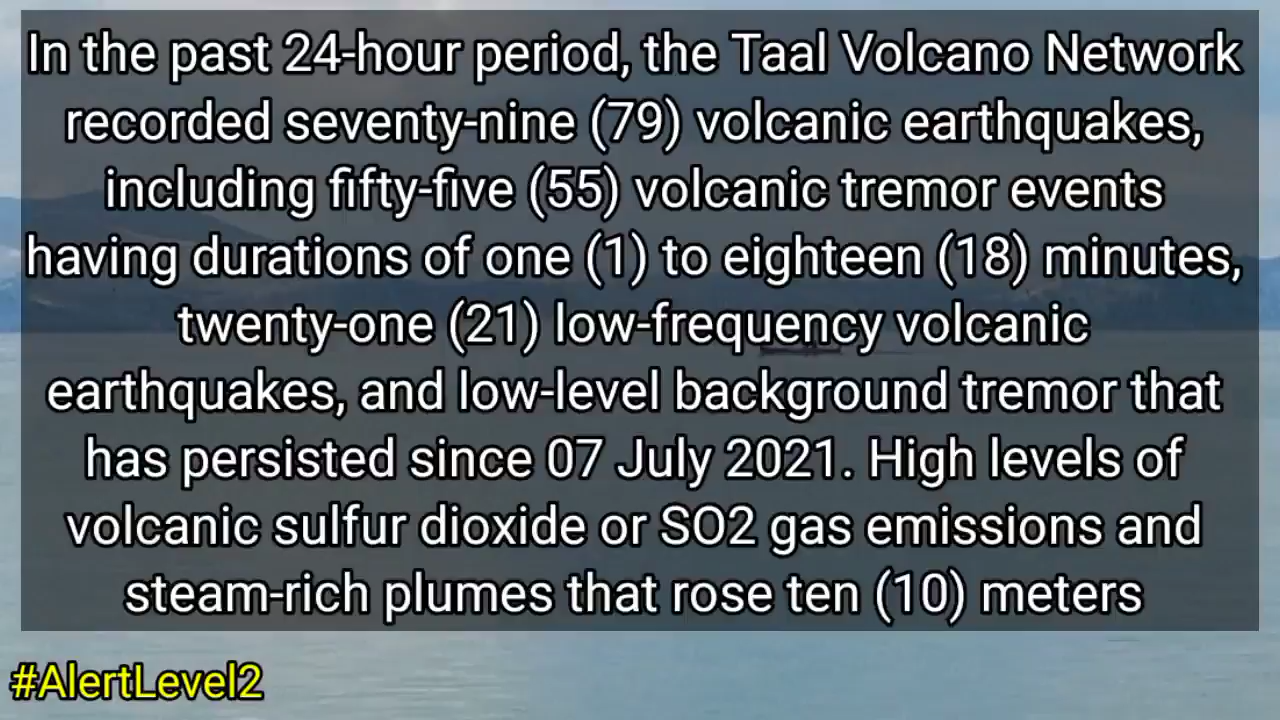 In the past 24-hour period, the Taal Volcano Network
recorded seventy-nine (79) volcanic earthquakes,
including fifty-five (55) volcanic tremor events
having durations of one (1) to eighteen (18) minutes,
twenty-one (21) low-frequency volcanic
earthquakes, and low-level background tremor that
has persisted since 07 July 2021. High levels of
volcanic sulfur dioxide or SO2 gas emissions and
steam-rich plumes that rose ten (10) meters
#AlertLevel2